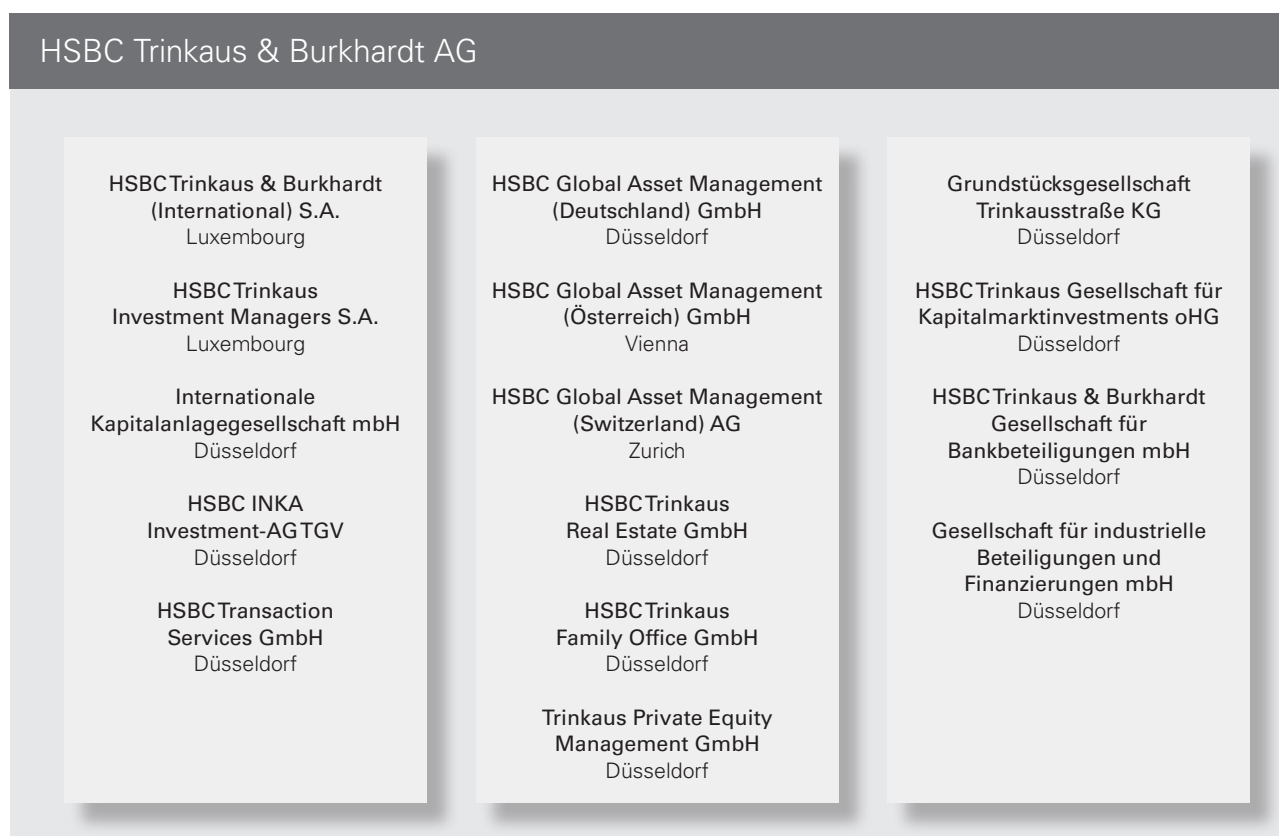 HSBC Trinkaus & Burkhardt AG
HSBC Trinkaus & Burkhardt
(International) S.A.
Luxembourg
HSBC Trinkaus
Investment Managers S.A.
Luxembourg
Internationale
Kapitalanlagegesellschaft mbH
Düsseldorf
HSBC INKA
Investment-AG TGV
Düsseldorf
HSBC Transaction
Services GmbH
Düsseldorf
HSBC Global Asset Management
(Deutschland) GmbH
Düsseldorf
HSBC Global Asset Management
(Österreich) GmbH
Vienna
HSBC Global Asset Management
(Switzerland) AG
Zurich
HSBC Trinkaus
Real Estate GmbH
Düsseldorf
HSBC Trinkaus
Family Office GmbH
Düsseldorf
Trinkaus Private Equity
Management GmbH
Düsseldorf
Grundstücksgesellschaft
Trinkausstraße KG
Düsseldorf
HSBC Trinkaus Gesellschaft für
Kapitalmarktinvestments oHG
Düsseldorf
HSBC Trinkaus & Burkhardt
Gesellschaft für
Bankbeteiligungen mbH
Düsseldorf
Gesellschaft für industrielle
Beteiligungen und
Finanzierungen mbH
Düsseldorf